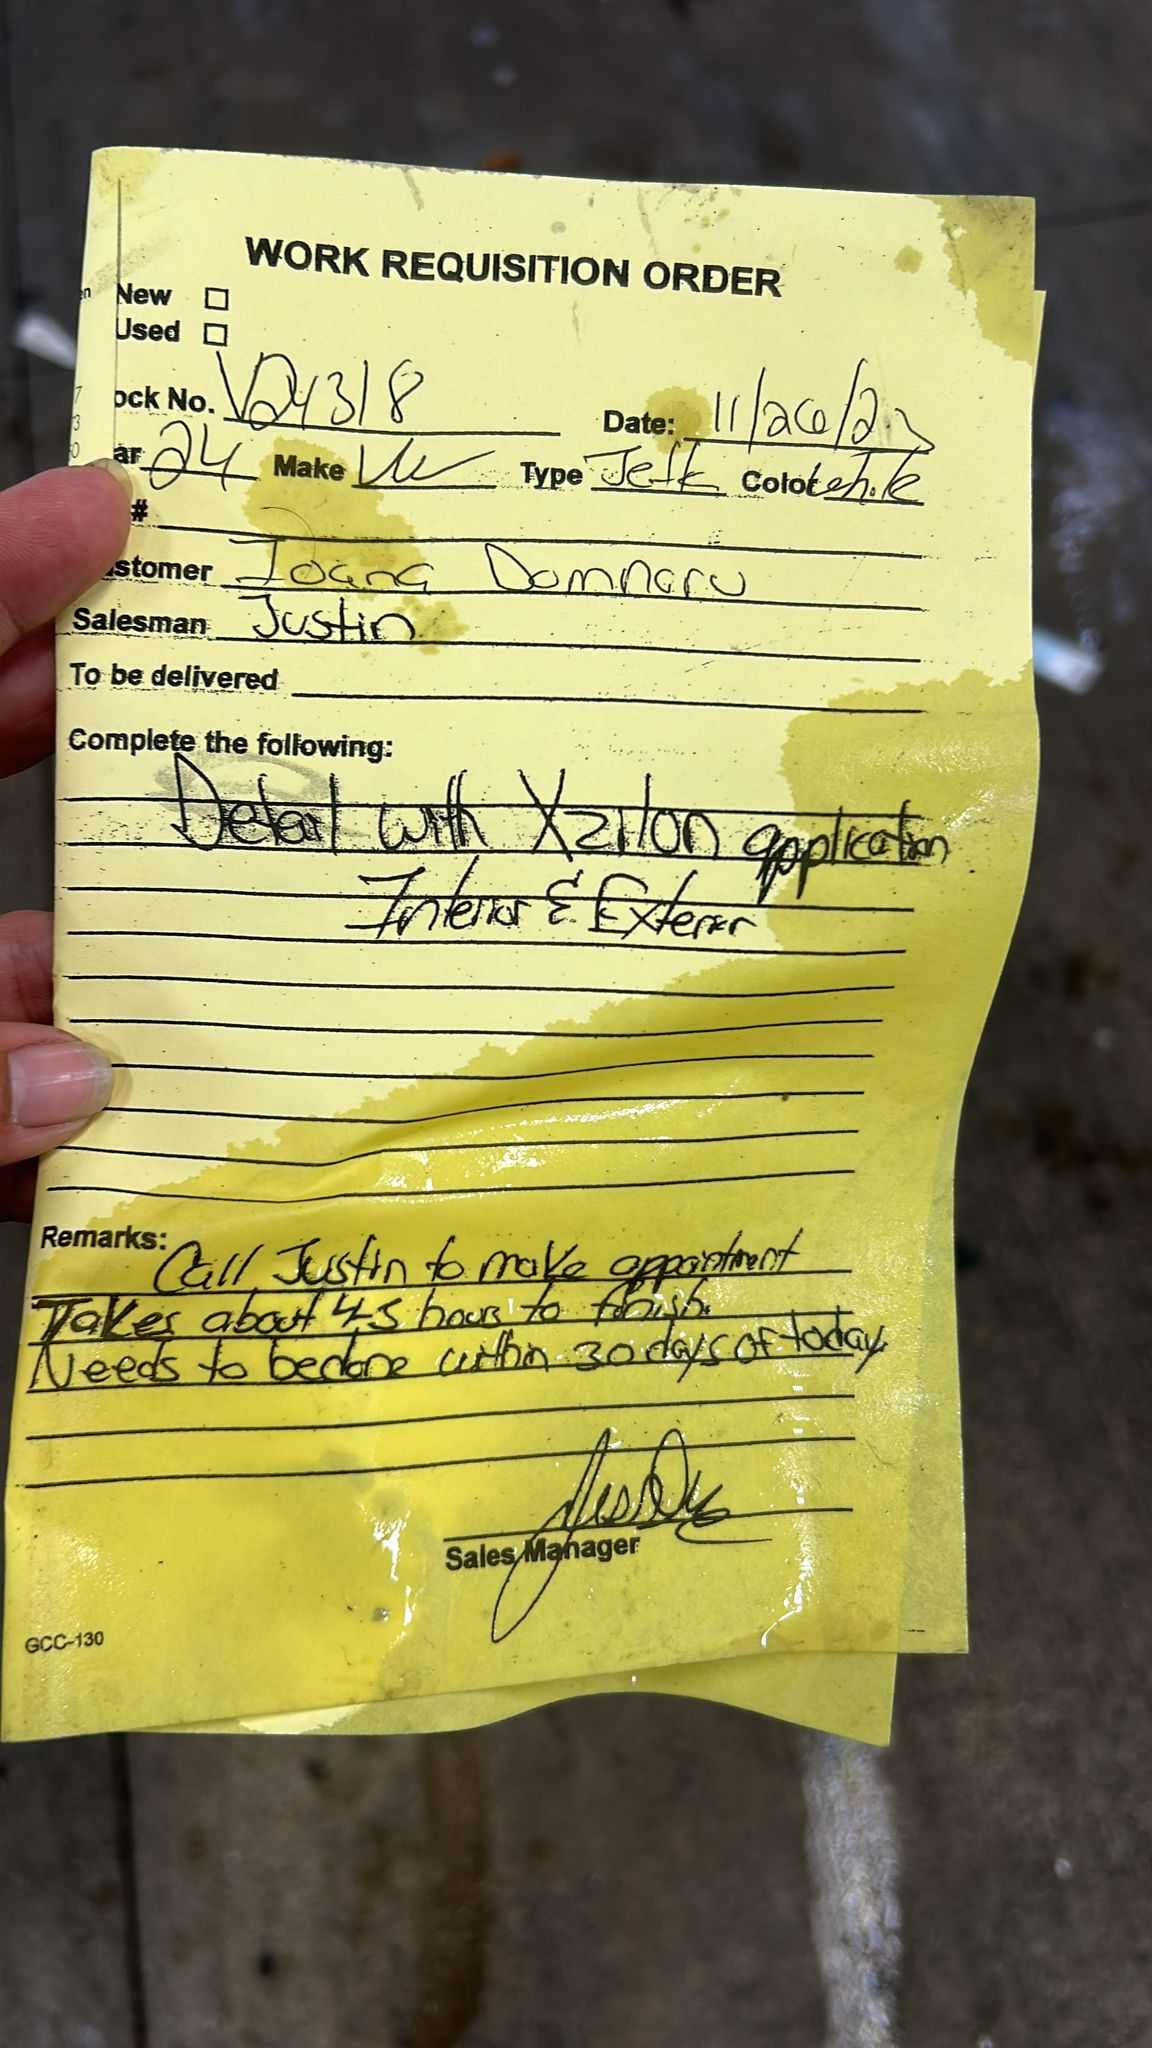 WORK REQUISITION ORDER
New ☐
Used ☐
ock No. V24318 Date: 11/26/23
ar 24 Make VW Type Jetta Color white
#
stomer Ioana Domnaru
Salesman Justin
To be delivered
Complete the following:
Detail with Xzilon application
Interior & Exterior
Remarks:
Call Justin to make appointment
Takes about 4-5 hours to finish.
Needs to be done within 30 days of today
Sales Manager
GCC-130